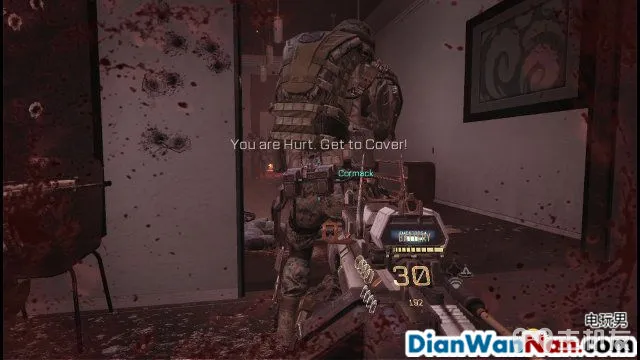 You are Hurt. Get to Cover!
Cormack
30
192
电玩男
DianWanNan.com